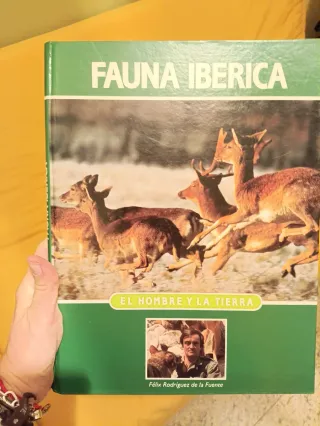 FAUNA IBERICA
EL HOMBRE Y LA TIERRA
Félix Rodríguez de la Fuente